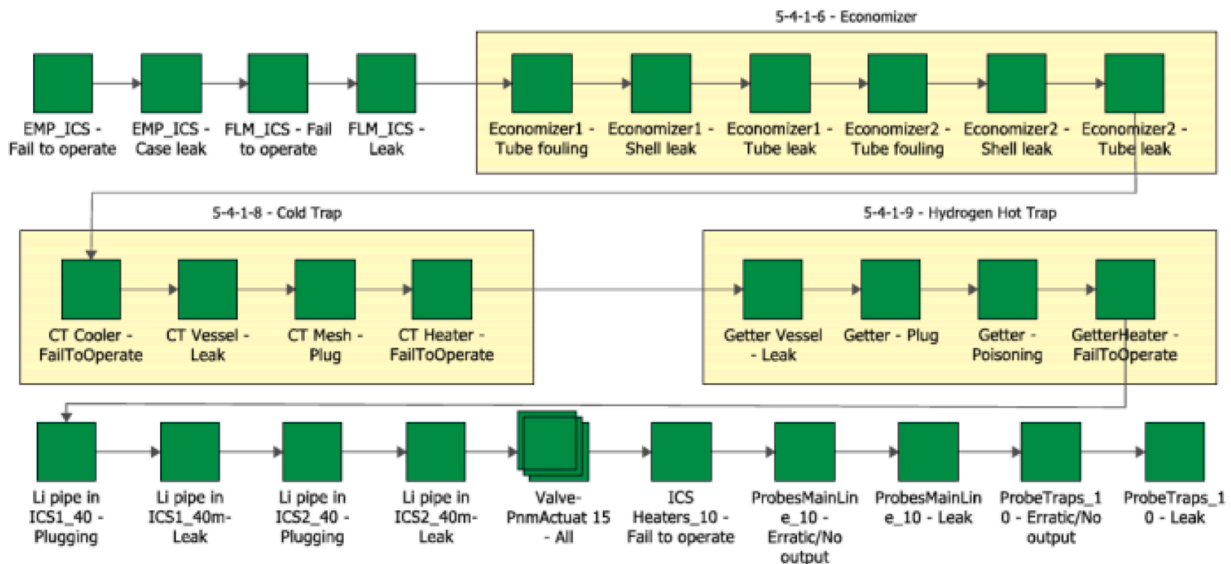 5-4-1-6 - Economizer
EMP_ICS -
Fail to operate
EMP_ICS -
Case leak
FLM_ICS - Fail
to operate
FLM_ICS -
Leak
Economizer1 -
Tube fouling
Economizer1 -
Shell leak
Economizer1 -
Tube leak
Economizer2 -
Tube fouling
Economizer2 -
Shell leak
Economizer2 -
Tube leak
5-4-1-8 - Cold Trap
5-4-1-9 - Hydrogen Hot Trap
CT Cooler -
FailToOperate
CT Vessel -
Leak
CT Mesh -
Plug
CT Heater -
FailToOperate
Getter Vessel
- Leak
Getter - Plug
Getter -
Poisoning
GetterHeater -
FailToOperate
Li pipe in
ICS1_40 -
Plugging
Li pipe in
ICS1_40m-
Leak
Li pipe in
ICS2_40 -
Plugging
Li pipe in
ICS2_40m-
Leak
Valve-
PnmActuat 15
- All
ICS
Heaters_10 -
Fail to operate
ProbesMainLin
e_10 -
Erratic/No
output
ProbesMainLin
e_10 - Leak
ProbeTraps_1
0 - Erratic/No
output
ProbeTraps_1
0 - Leak